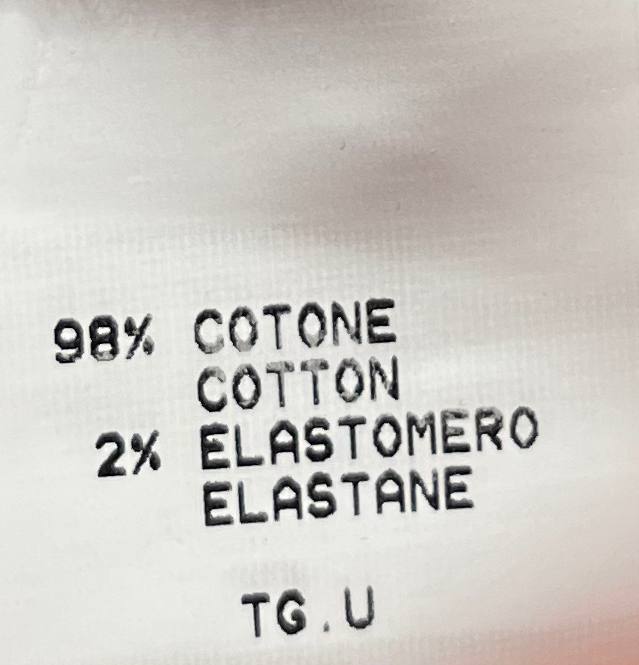 98% COTONE
COTTON
2% ELASTOMERO
ELASTANE
TG.U